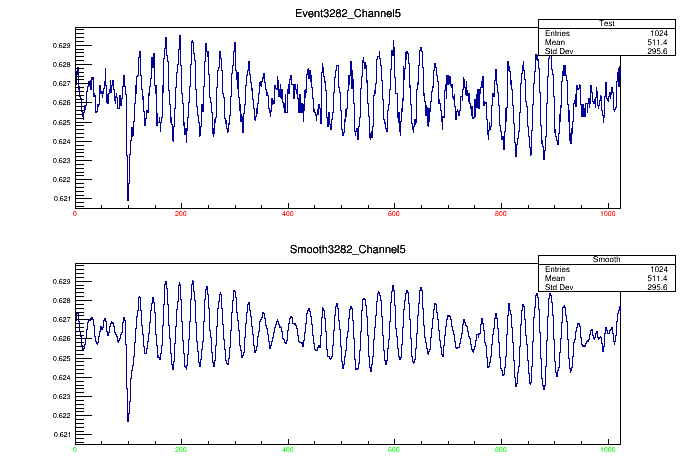 Event3282_Channel5
Test
Entries 1024
Mean 511.4
Std Dev 295.6
0.629
0.628
0.627
0.626
0.625
0.624
0.623
0.622
0.621
0 200 400 600 800 1000
Smooth3282_Channel5
Smooth
Entries 1024
Mean 511.4
Std Dev 295.6
0.629
0.628
0.627
0.626
0.625
0.624
0.623
0.622
0.621
0 200 400 600 800 1000